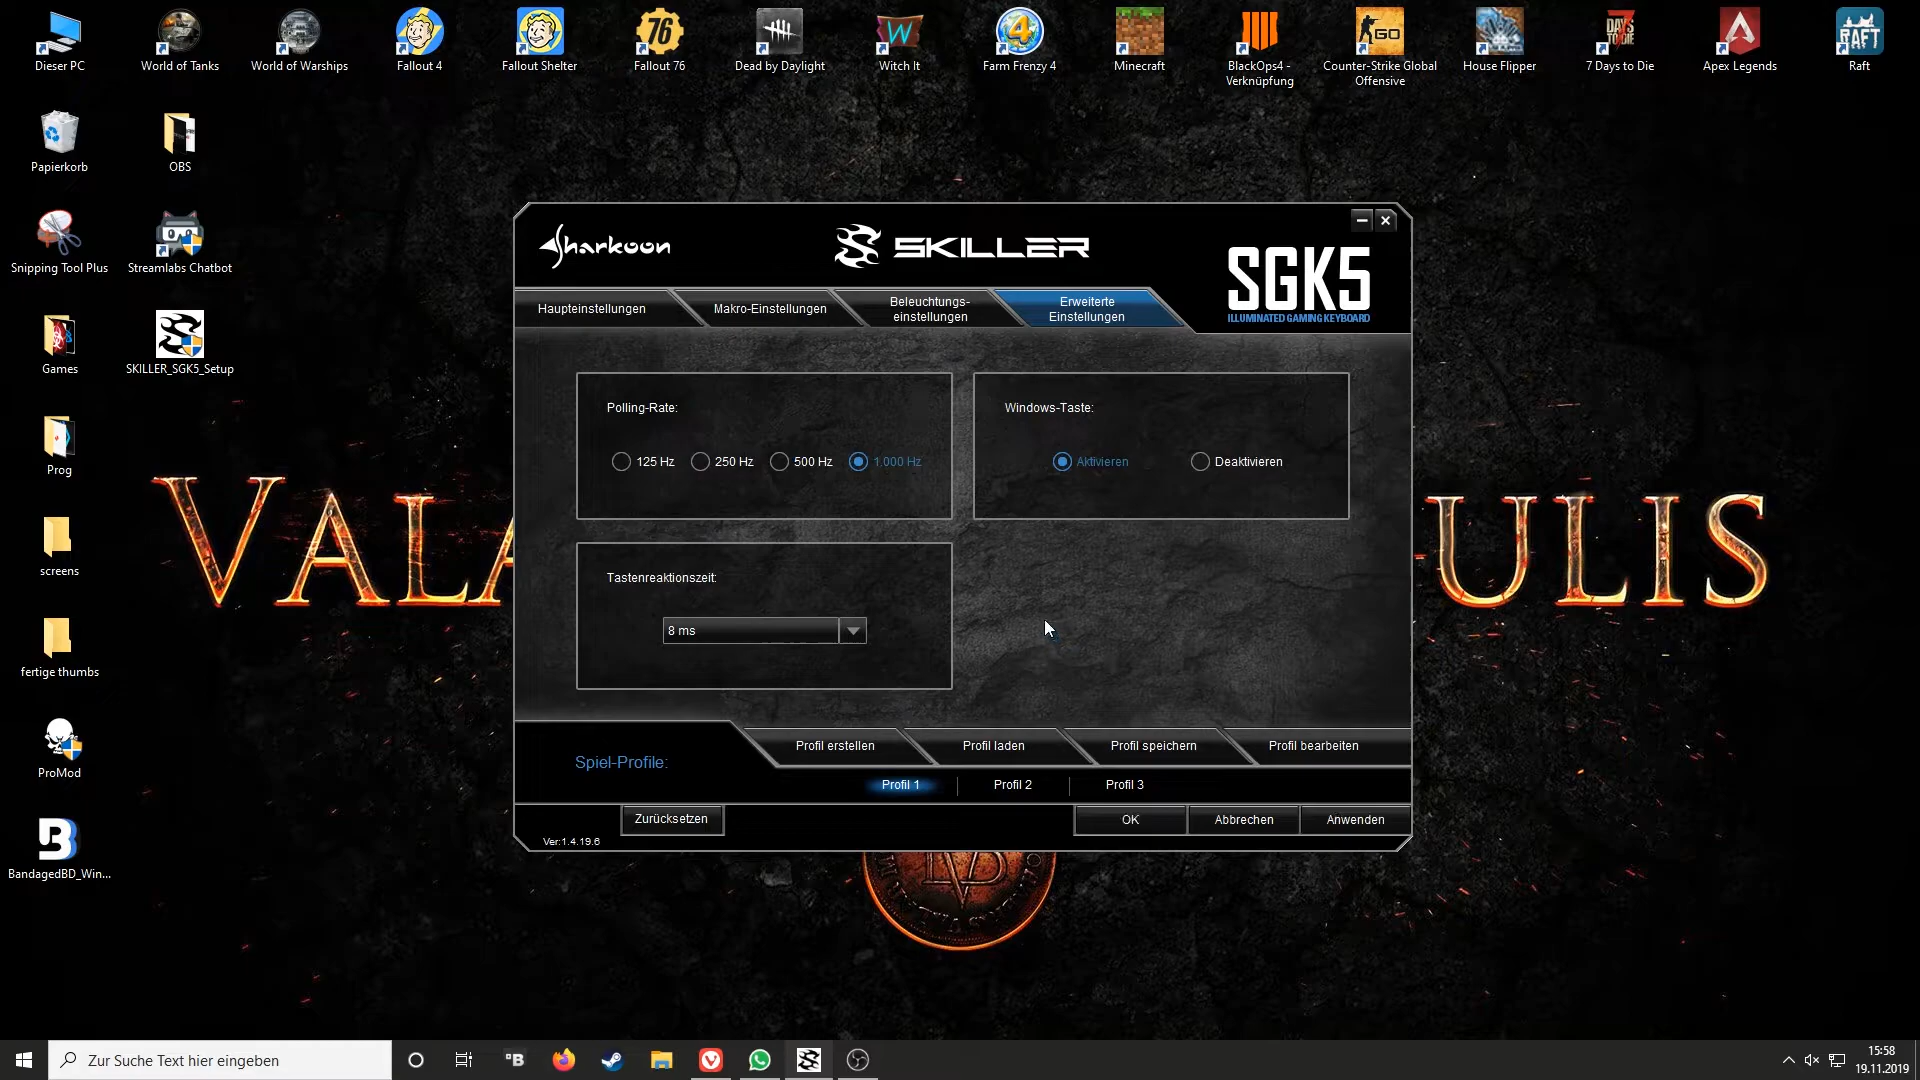 Dieser PC
World of Tanks
World of Warships
Fallout 4
Fallout Shelter
Fallout 76
Dead by Daylight
Witch It
Farm Frenzy 4
Minecraft
BlackOps4 -
Verknüpfung
Counter-Strike Global
Offensive
House Flipper
7 Days to Die
Apex Legends
Raft
Papierkorb
OBS
Snipping Tool Plus
Streamlabs Chatbot
Games
SKILLER_SGK5_Setup
Prog
screens
fertige thumbs
ProMod
BandagedBD_Win...
VALA
ULIS
Sharkoon
SKILLER
SGK5
ILLUMINATED GAMING KEYBOARD
Haupteinstellungen
Makro-Einstellungen
Beleuchtungs-
einstellungen
Erweiterte
Einstellungen
Polling-Rate:
125 Hz
250 Hz
500 Hz
1.000 Hz
Windows-Taste:
Aktivieren
Deaktivieren
Tastenreaktionszeit:
8 ms
Spiel-Profile:
Profil erstellen
Profil laden
Profil speichern
Profil bearbeiten
Profil 1
Profil 2
Profil 3
Zurücksetzen
OK
Abbrechen
Anwenden
Ver:1.4.19.6
Zur Suche Text hier eingeben
15:58
19.11.2019